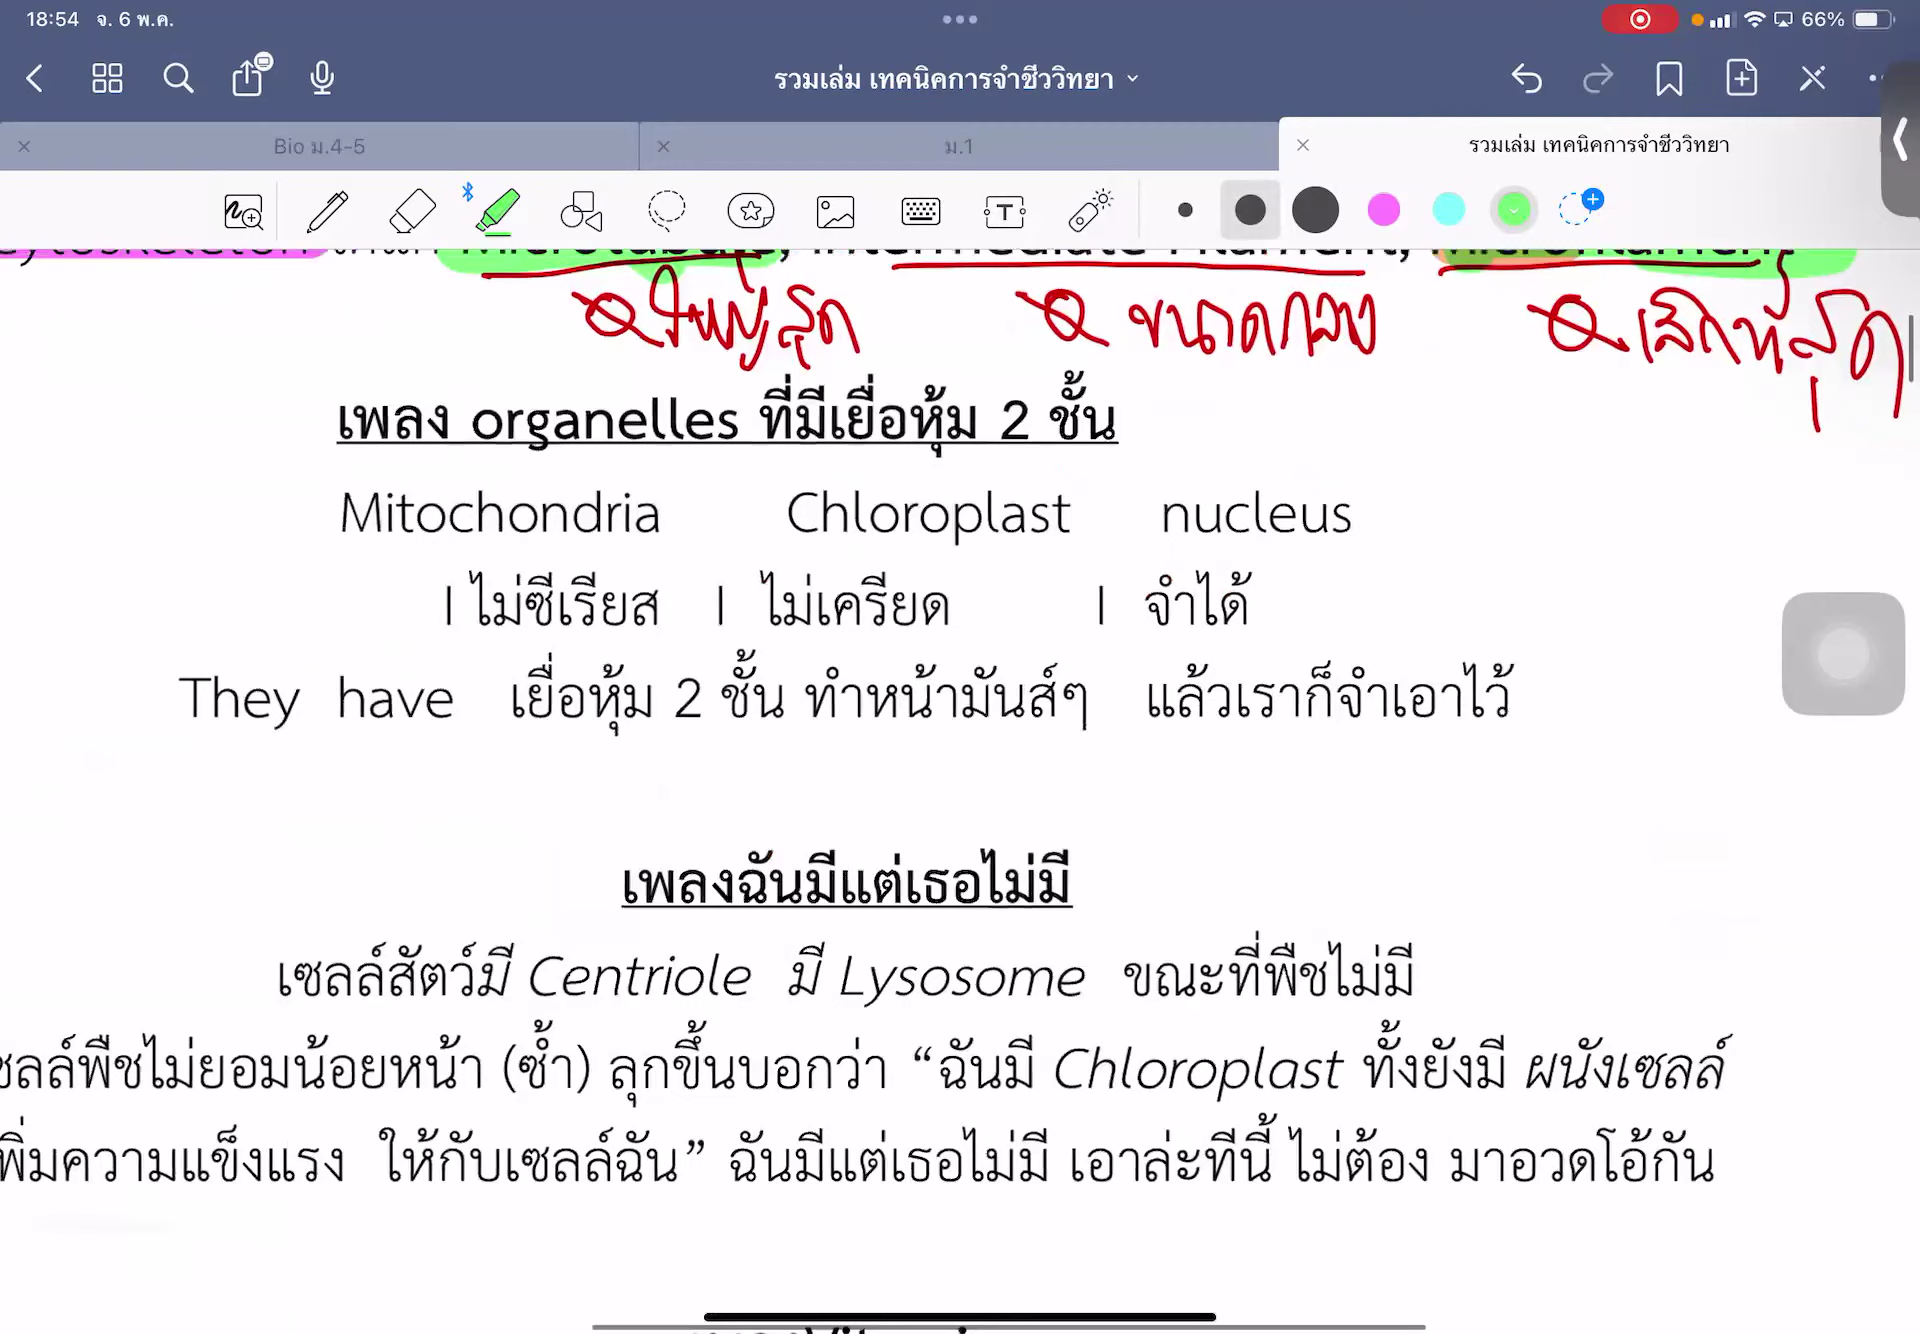 18:54 จ. 6 พ.ค.
66%
รวมเล่ม เทคนิคการจำชีววิทยา
Bio ม.4-5
ม.1
รวมเล่ม เทคนิคการจำชีววิทยา
ใหญ่สุด ขนาดกลาง เล็กที่สุด
เพลง organelles ที่มีเยื่อหุ้ม 2 ชั้น
Mitochondria Chloroplast nucleus
I ไม่ซีเรียส I ไม่เครียด I จำได้
They have เยื่อหุ้ม 2 ชั้น ทำหน้ามันส์ๆ แล้วเราก็จำเอาไว้
เพลงฉันมีแต่เธอไม่มี
เซลล์สัตว์มี Centriole มี Lysosome ขณะที่พืชไม่มี
ซลล์พืชไม่ยอมน้อยหน้า (ซ้ำ) ลุกขึ้นบอกว่า “ฉันมี Chloroplast ทั้งยังมี ผนังเซลล์
พิ่มความแข็งแรง ให้กับเซลล์ฉัน” ฉันมีแต่เธอไม่มี เอาล่ะทีนี้ ไม่ต้อง มาอวดโอ้กัน